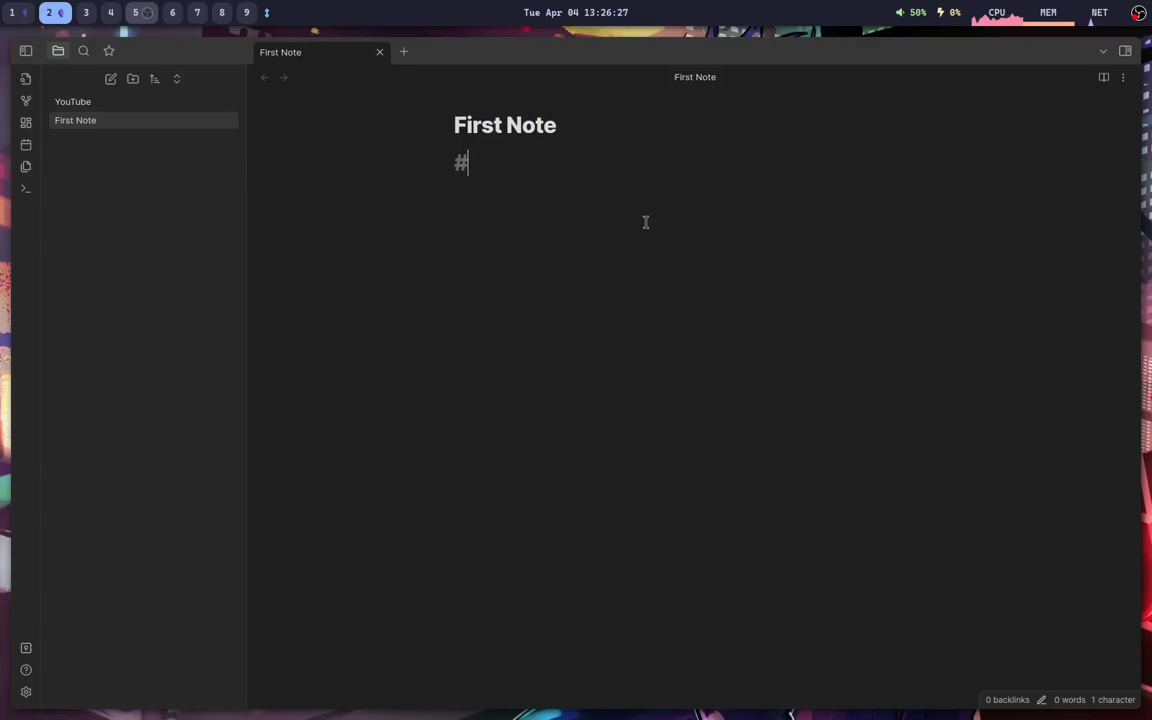 1 2 3 4 5 6 7 8 9 Tue Apr 04 13:26:27 50% 0% CPU MEM NET
First Note
First Note
YouTube
First Note
First Note
#
0 backlinks 0 words 1 character